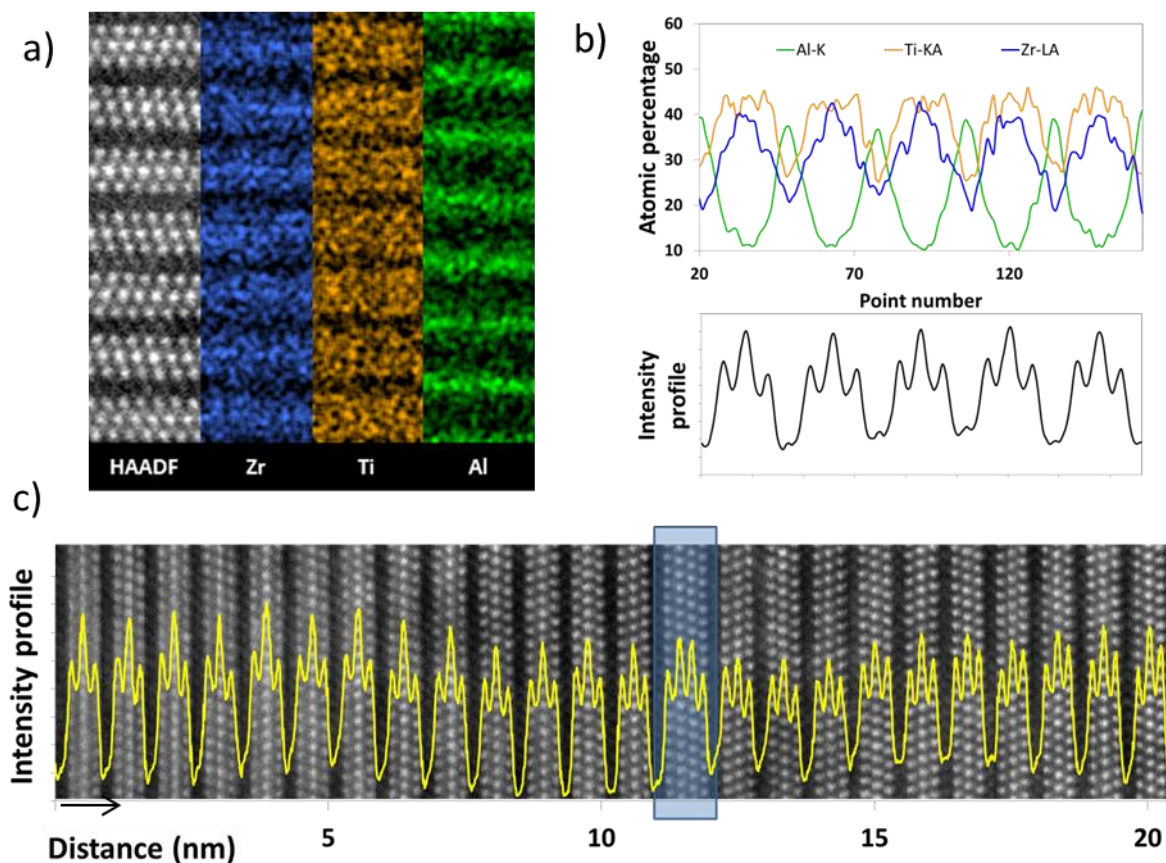 a)
HAADF Zr Ti Al
b)
60
50
40
30
20
10
Atomic percentage
Al-K Ti-KA Zr-LA
20 70 120
Point number
Intensity
profile
c)
Intensity profile
5 10 15 20
Distance (nm)